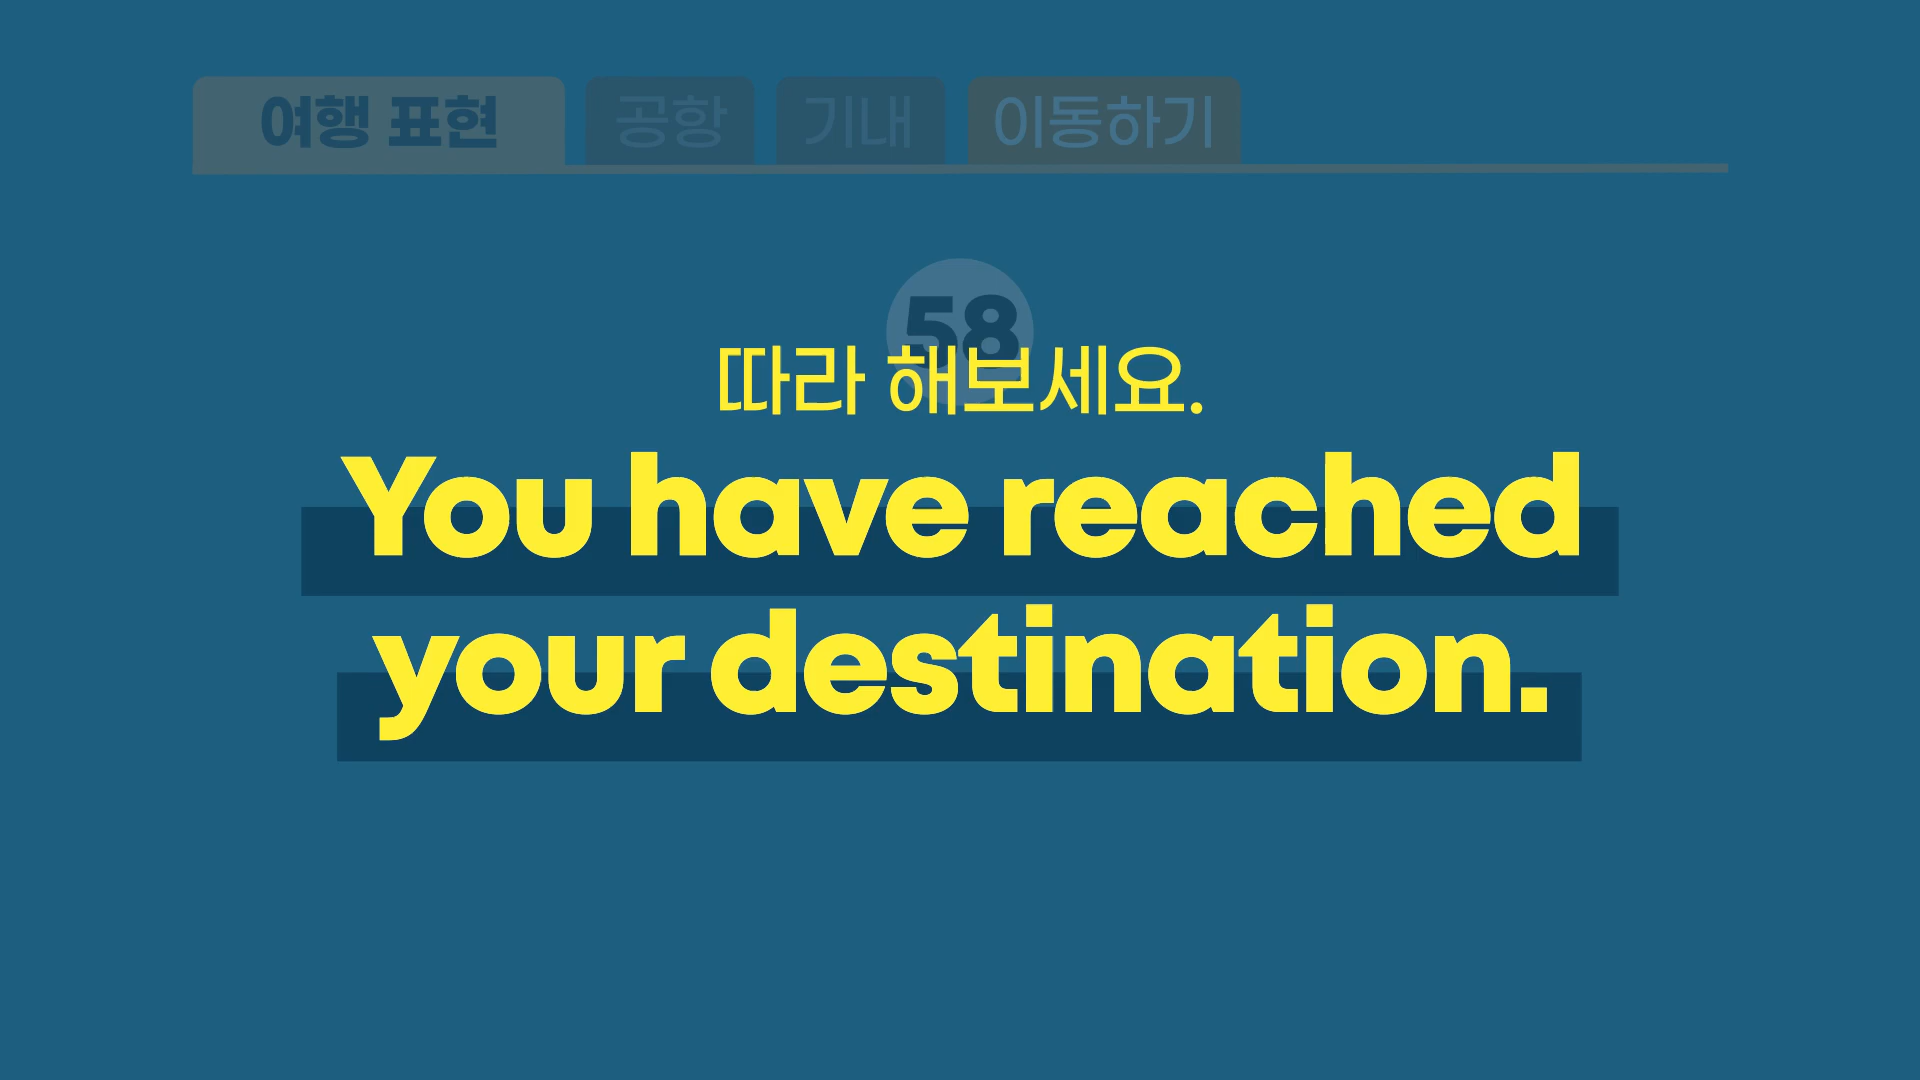 여행 표현 공항 기내 이동하기
58
따라 해보세요.
You have reached
your destination.